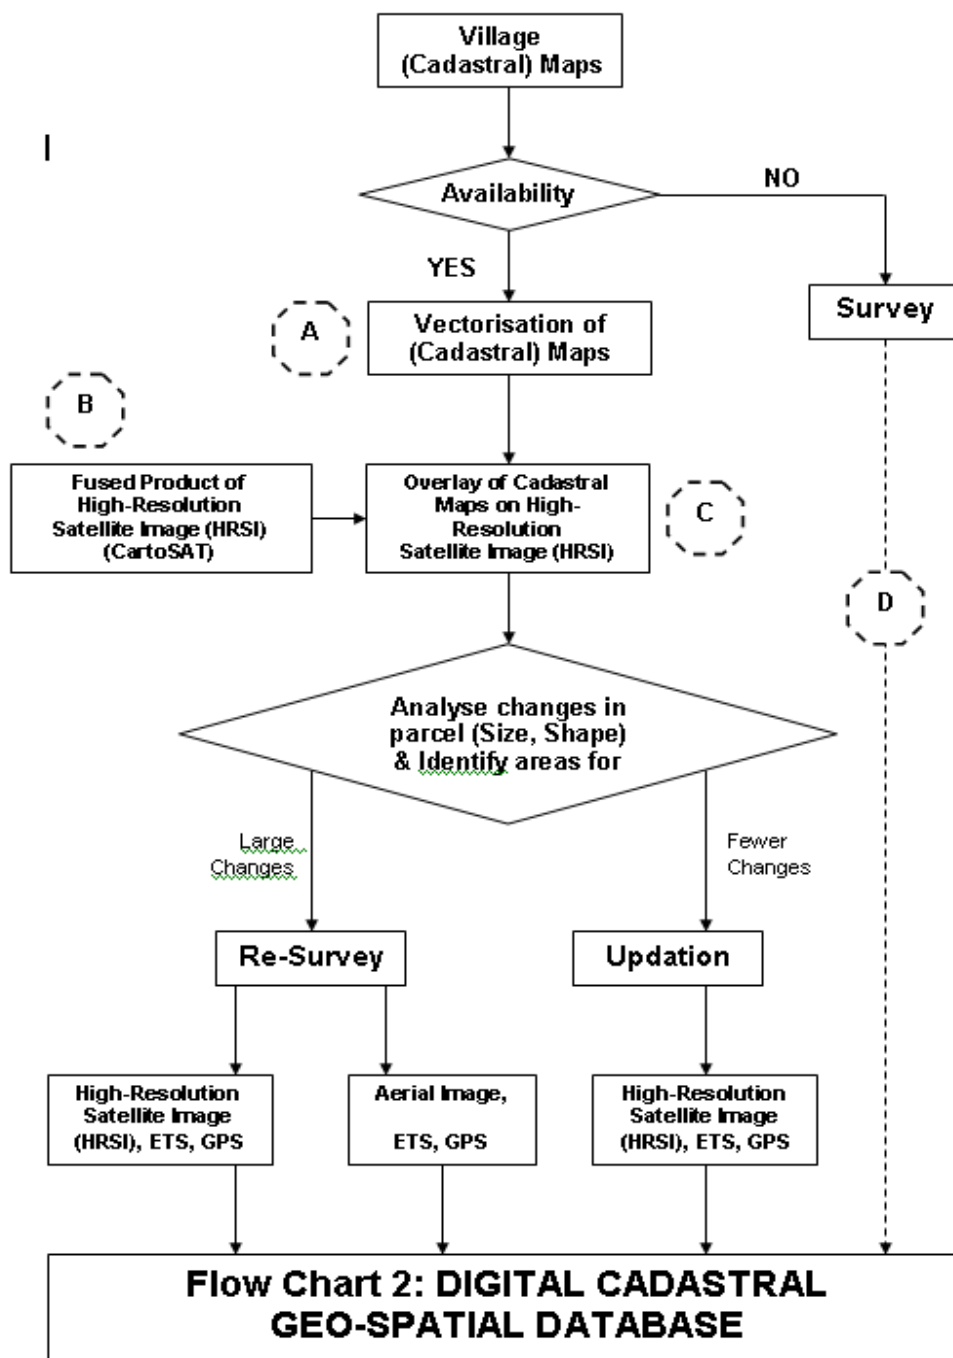 Village
(Cadastral) Maps
Availability
NO
YES
Survey
A
Vectorisation of
(Cadastral) Maps
B
Fused Product of
High-Resolution
Satellite Image (HRSI)
(CartoSAT)
Overlay of Cadastral
Maps on High-
Resolution
Satellite Image (HRSI)
C
D
Analyse changes in
parcel (Size, Shape)
& Identify areas for
Large
Changes
Fewer
Changes
Re-Survey
Updation
High-Resolution
Satellite Image
(HRSI), ETS, GPS
Aerial Image,
ETS, GPS
High-Resolution
Satellite Image
(HRSI), ETS, GPS
Flow Chart 2: DIGITAL CADASTRAL
GEO-SPATIAL DATABASE